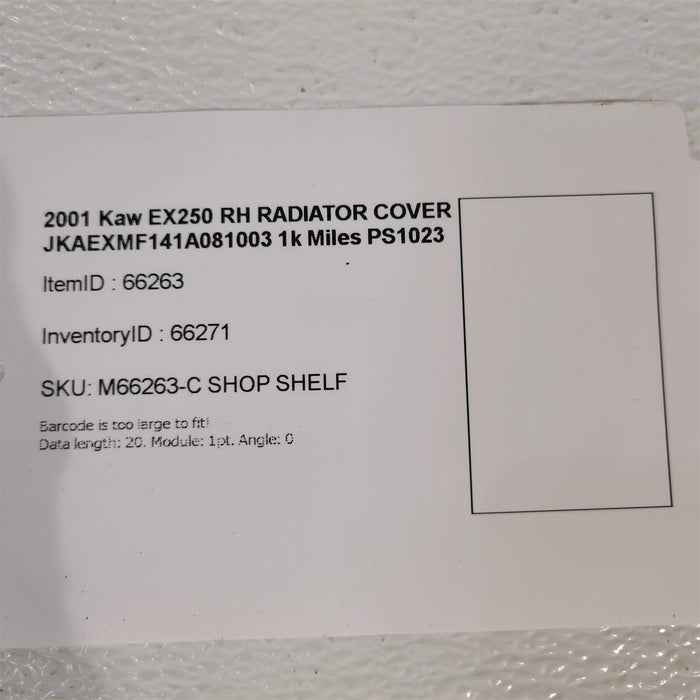 2001 Kaw EX250 RH RADIATOR COVER
JKAEXMF141A081003 1k Miles PS1023
ItemID : 66263
InventoryID : 66271
SKU: M66263-C SHOP SHELF
Barcode is too large to fit!
Data length: 20. Module: 1pt. Angle: 0